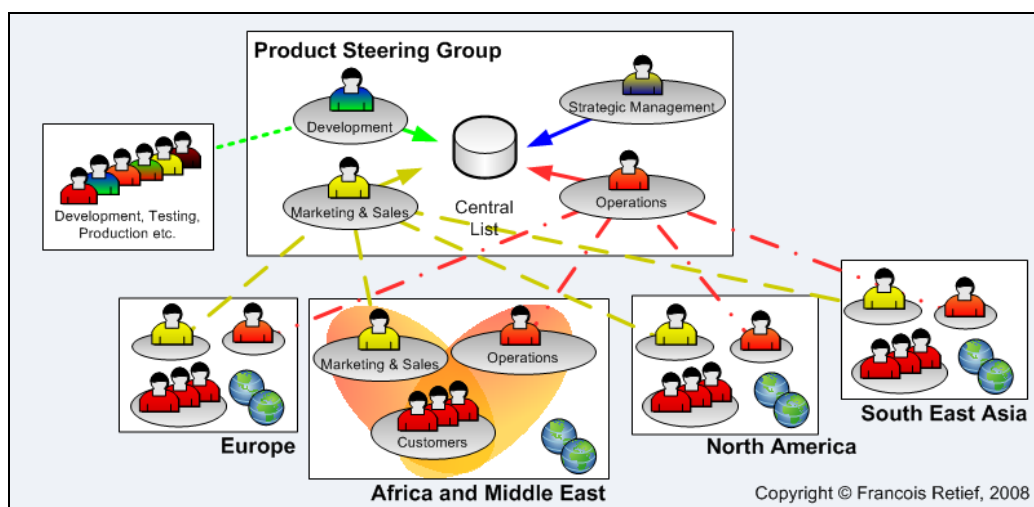 Product Steering Group
Development
Strategic Management
Marketing & Sales
Central
List
Operations
Development, Testing,
Production etc.
Marketing & Sales
Operations
Customers
Europe
Africa and Middle East
North America
South East Asia
Copyright © Francois Retief, 2008